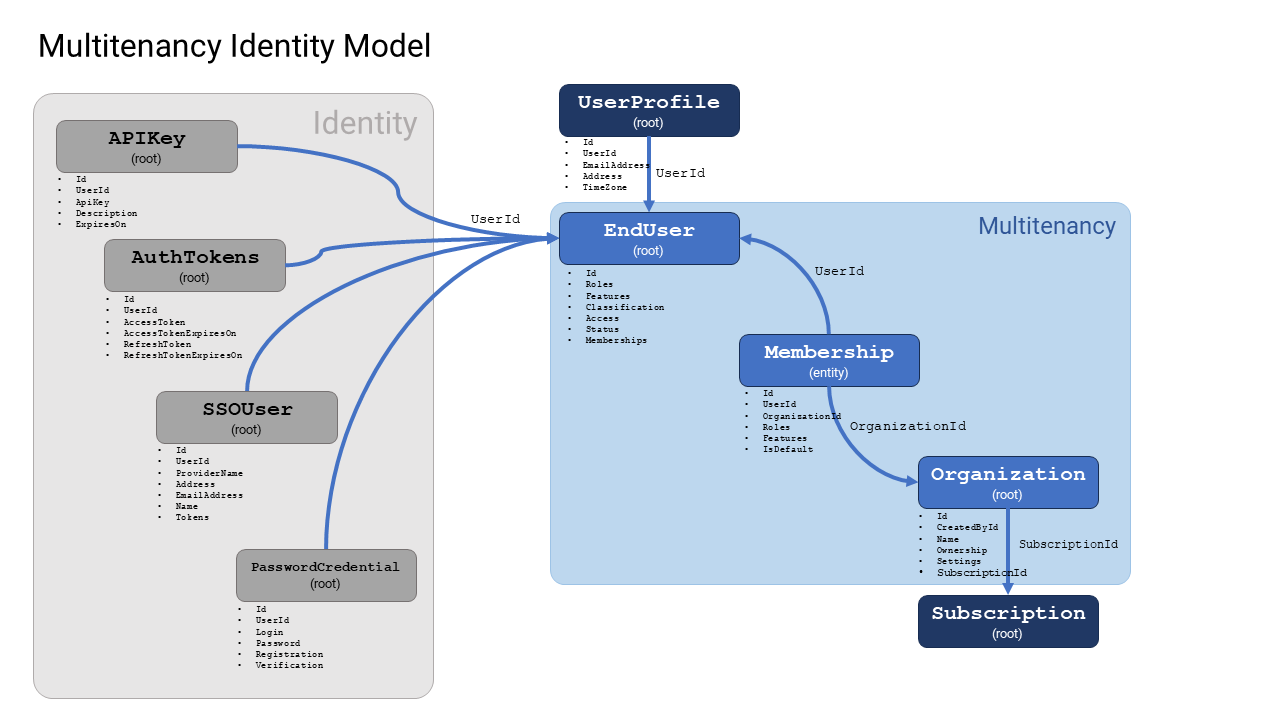 Multitenancy Identity Model
Identity
APIKey
(root)
• Id
• UserId
• ApiKey
• Description
• ExpiresOn
AuthTokens
(root)
• Id
• UserId
• AccessToken
• AccessTokenExpiresOn
• RefreshToken
• RefreshTokenExpiresOn
SSOUser
(root)
• Id
• UserId
• ProviderName
• Address
• EmailAddress
• Name
• Tokens
PasswordCredential
(root)
• Id
• UserId
• Login
• Password
• Registration
• Verification
UserId
UserProfile
(root)
• Id
• UserId
• EmailAddress
• Address
• TimeZone
UserId
Multitenancy
EndUser
(root)
• Id
• Roles
• Features
• Classification
• Access
• Status
• Memberships
UserId
Membership
(entity)
• Id
• UserId
• OrganizationId
• Roles
• Features
• IsDefault
OrganizationId
Organization
(root)
• Id
• CreatedById
• Name
• Ownership
• Settings
• SubscriptionId
SubscriptionId
Subscription
(root)